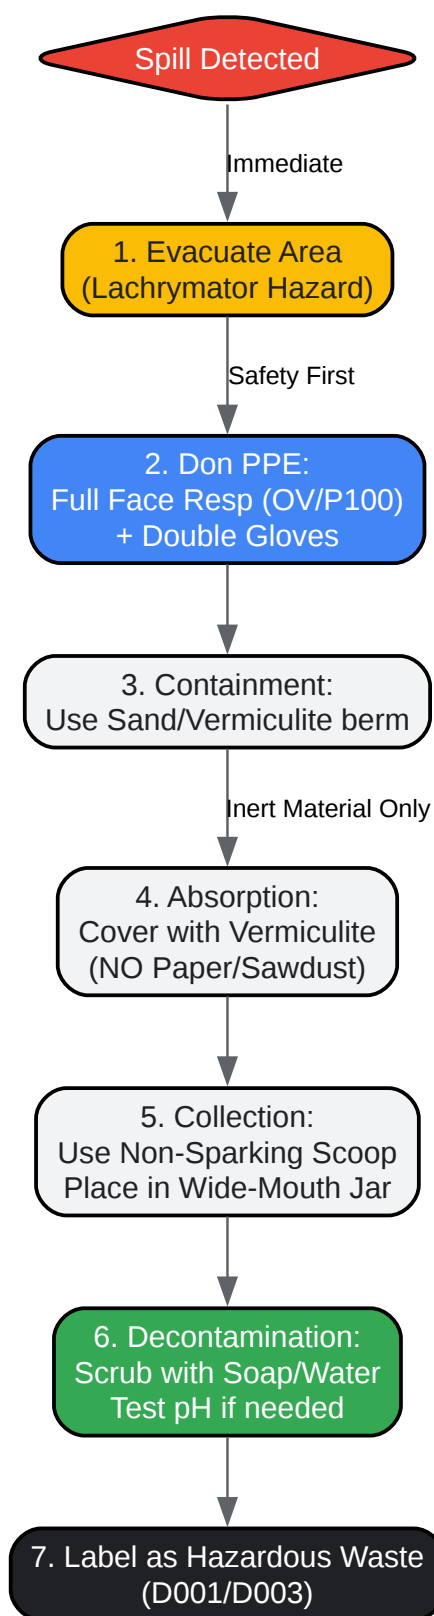 Spill Detected
Immediate
1. Evacuate Area
(Lachrymator Hazard)
Safety First
2. Don PPE:
Full Face Resp (OV/P100)
+ Double Gloves
3. Containment:
Use Sand/Vermiculite berm
Inert Material Only
4. Absorption:
Cover with Vermiculite
(NO Paper/Sawdust)
5. Collection:
Use Non-Sparking Scoop
Place in Wide-Mouth Jar
6. Decontamination:
Scrub with Soap/Water
Test pH if needed
7. Label as Hazardous Waste
(D001/D003)